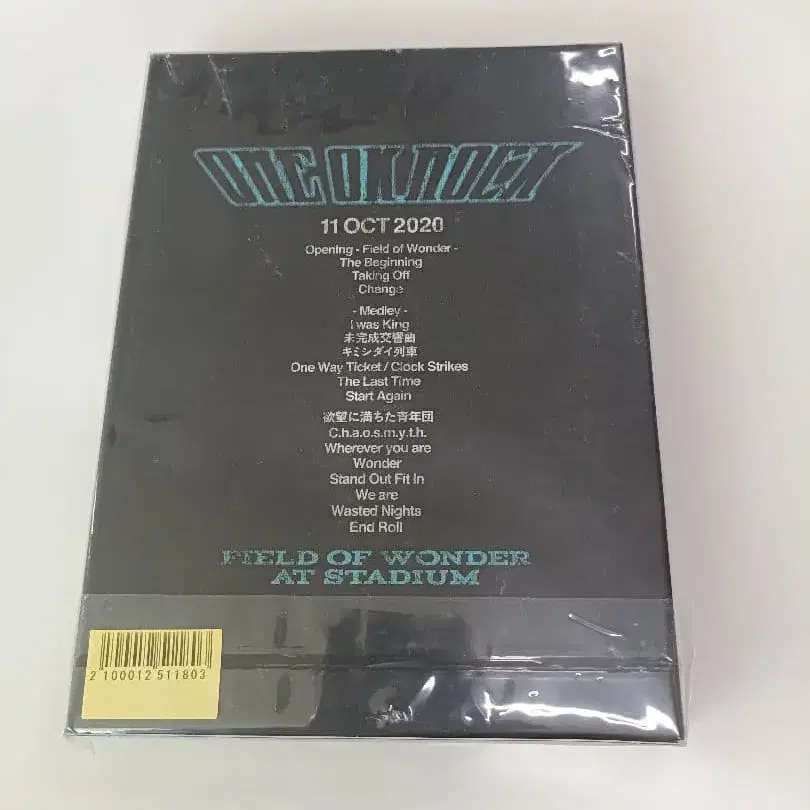 ONE OK ROCK
11 OCT 2020
Opening - Field of Wonder -
The Beginning
Taking Off
Change
- Medley -
I was King
未完成交響曲
キミシダイ列車
One Way Ticket / Clock Strikes
The Last Time
Start Again
欲望に満ちた青年団
C.h.a.o.s.m.y.t.h.
Wherever you are
Wonder
Stand Out Fit In
We are
Wasted Nights
End Roll
FIELD OF WONDER
AT STADIUM
2 100012 511803